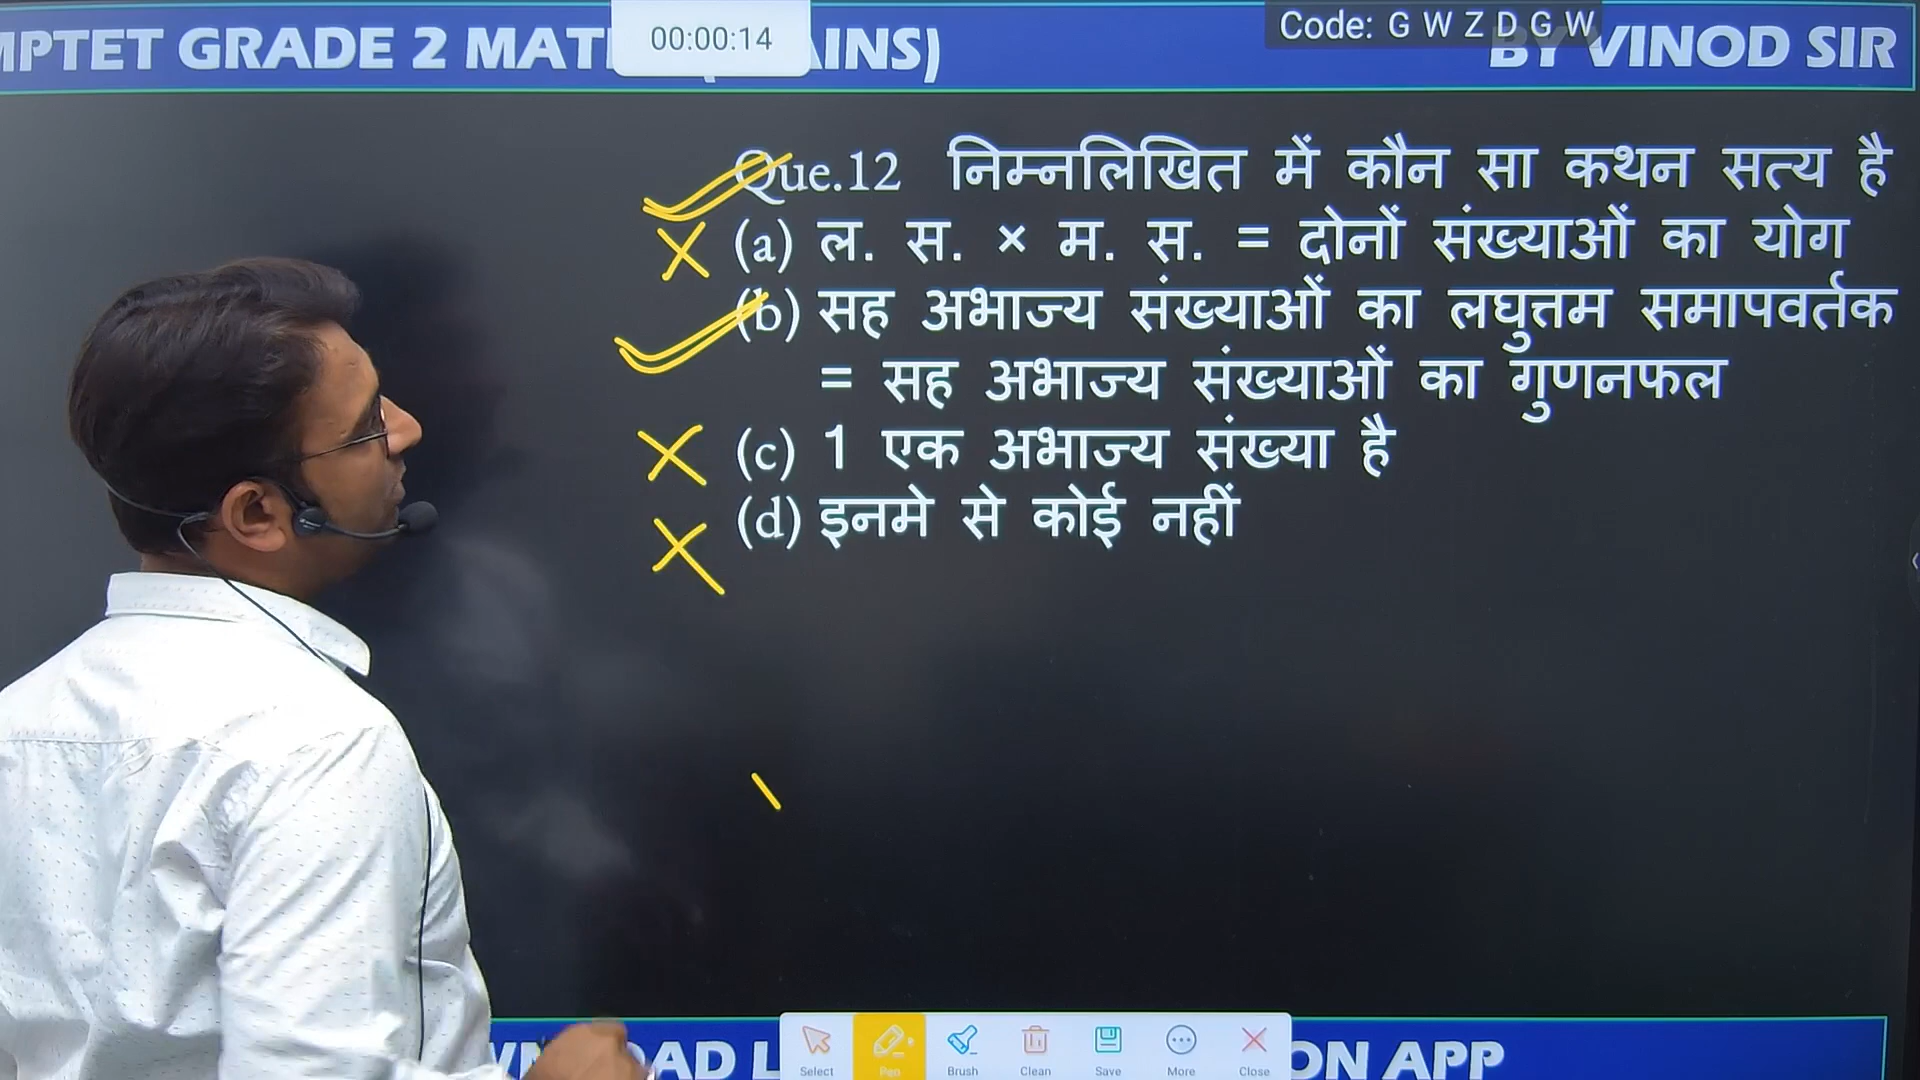 MPTET GRADE 2 MAT
AINS)
BY VINOD SIR
00:00:14
Code: G W Z D G W
Que.12 निम्नलिखित में कौन सा कथन सत्य है
(a) ल. स. × म. स. = दोनों संख्याओं का योग
(b) सह अभाज्य संख्याओं का लघुत्तम समापवर्तक
= सह अभाज्य संख्याओं का गुणनफल
(c) 1 एक अभाज्य संख्या है
(d) इनमे से कोई नहीं
Select Pen Brush Clean Save More Close
ON APP